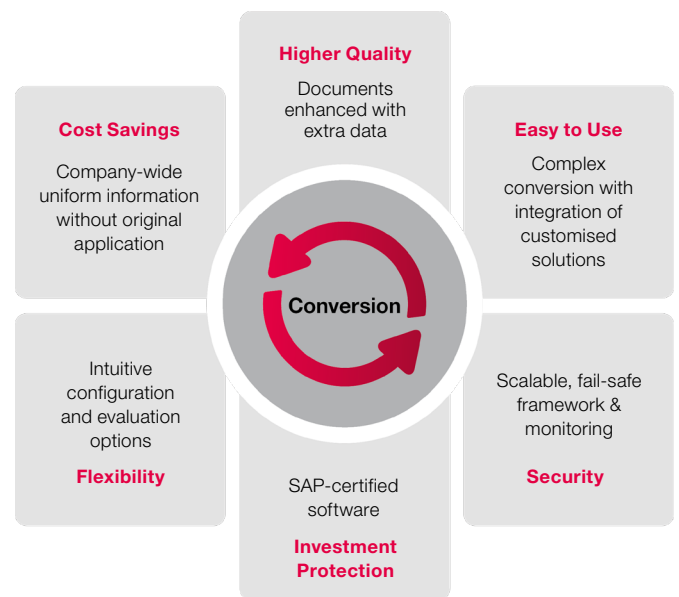 Higher Quality
Documents
enhanced with
extra data
Cost Savings
Company-wide
uniform information
without original
application
Easy to Use
Complex
conversion with
integration of
customised
solutions
Conversion
Intuitive
configuration
and evaluation
options
Flexibility
SAP-certified
software
Investment
Protection
Scalable, fail-safe
framework &
monitoring
Security